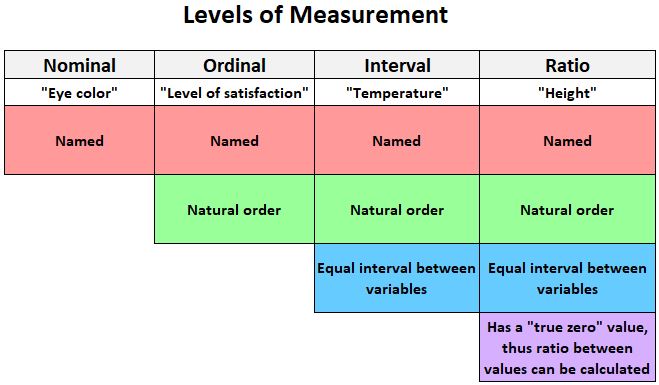 Levels of Measurement
Nominal Ordinal Interval Ratio
"Eye color" "Level of satisfaction" "Temperature" "Height"
Named Named Named Named
Natural order Natural order Natural order
Equal interval between Equal interval between
variables variables
Has a "true zero" value,
thus ratio between
values can be calculated